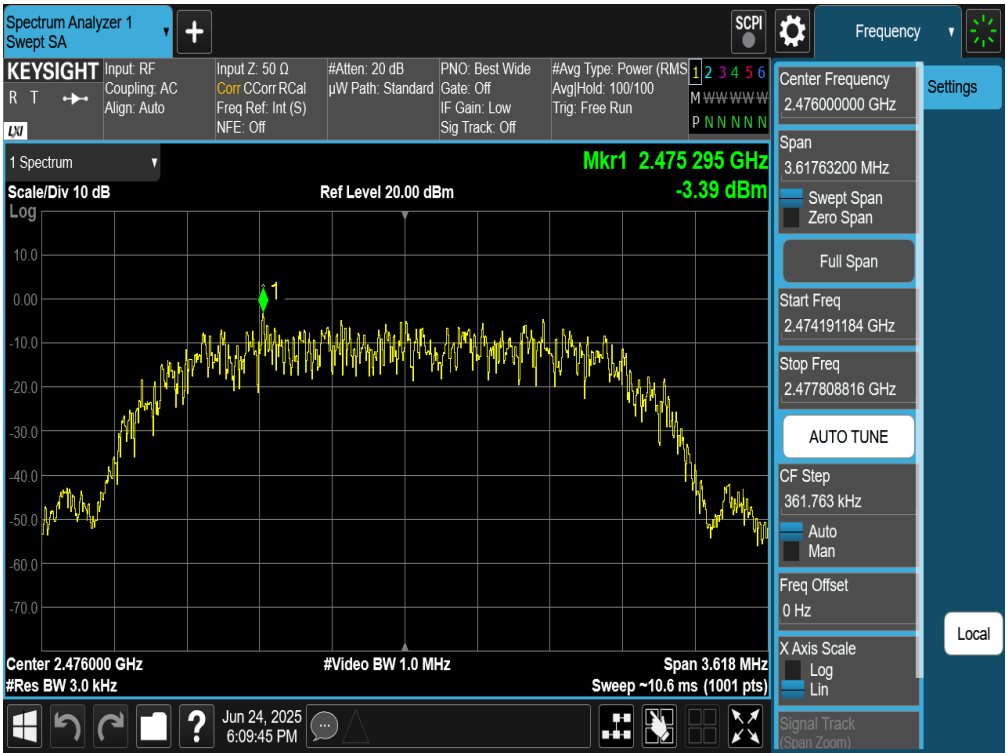 Spectrum Analyzer 1
Swept SA
+
SCPI
Frequency
KEYSIGHT
R T
LXI
Input: RF
Coupling: AC
Align: Auto
Input Z: 50 Ω
Corr CCorr RCal
Freq Ref: Int (S)
NFE: Off
#Atten: 20 dB
µW Path: Standard
PNO: Best Wide
Gate: Off
IF Gain: Low
Sig Track: Off
#Avg Type: Power (RMS
Avg|Hold: 100/100
Trig: Free Run
1 2 3 4 5 6
M W W W W W
P N N N N N
1 Spectrum
Mkr1 2.475 295 GHz
-3.39 dBm
Scale/Div 10 dB
Ref Level 20.00 dBm
Log
10.0
0.00
-10.0
-20.0
-30.0
-40.0
-50.0
-60.0
-70.0
1
Center 2.476000 GHz
#Video BW 1.0 MHz
Span 3.618 MHz
#Res BW 3.0 kHz
Sweep ~10.6 ms (1001 pts)
Center Frequency
2.476000000 GHz
Span
3.61763200 MHz
Swept Span
Zero Span
Full Span
Start Freq
2.474191184 GHz
Stop Freq
2.477808816 GHz
AUTO TUNE
CF Step
361.763 kHz
Auto
Man
Freq Offset
0 Hz
X Axis Scale
Log
Lin
Signal Track
(Span Zoom)
Settings
Local
?
Jun 24, 2025
6:09:45 PM